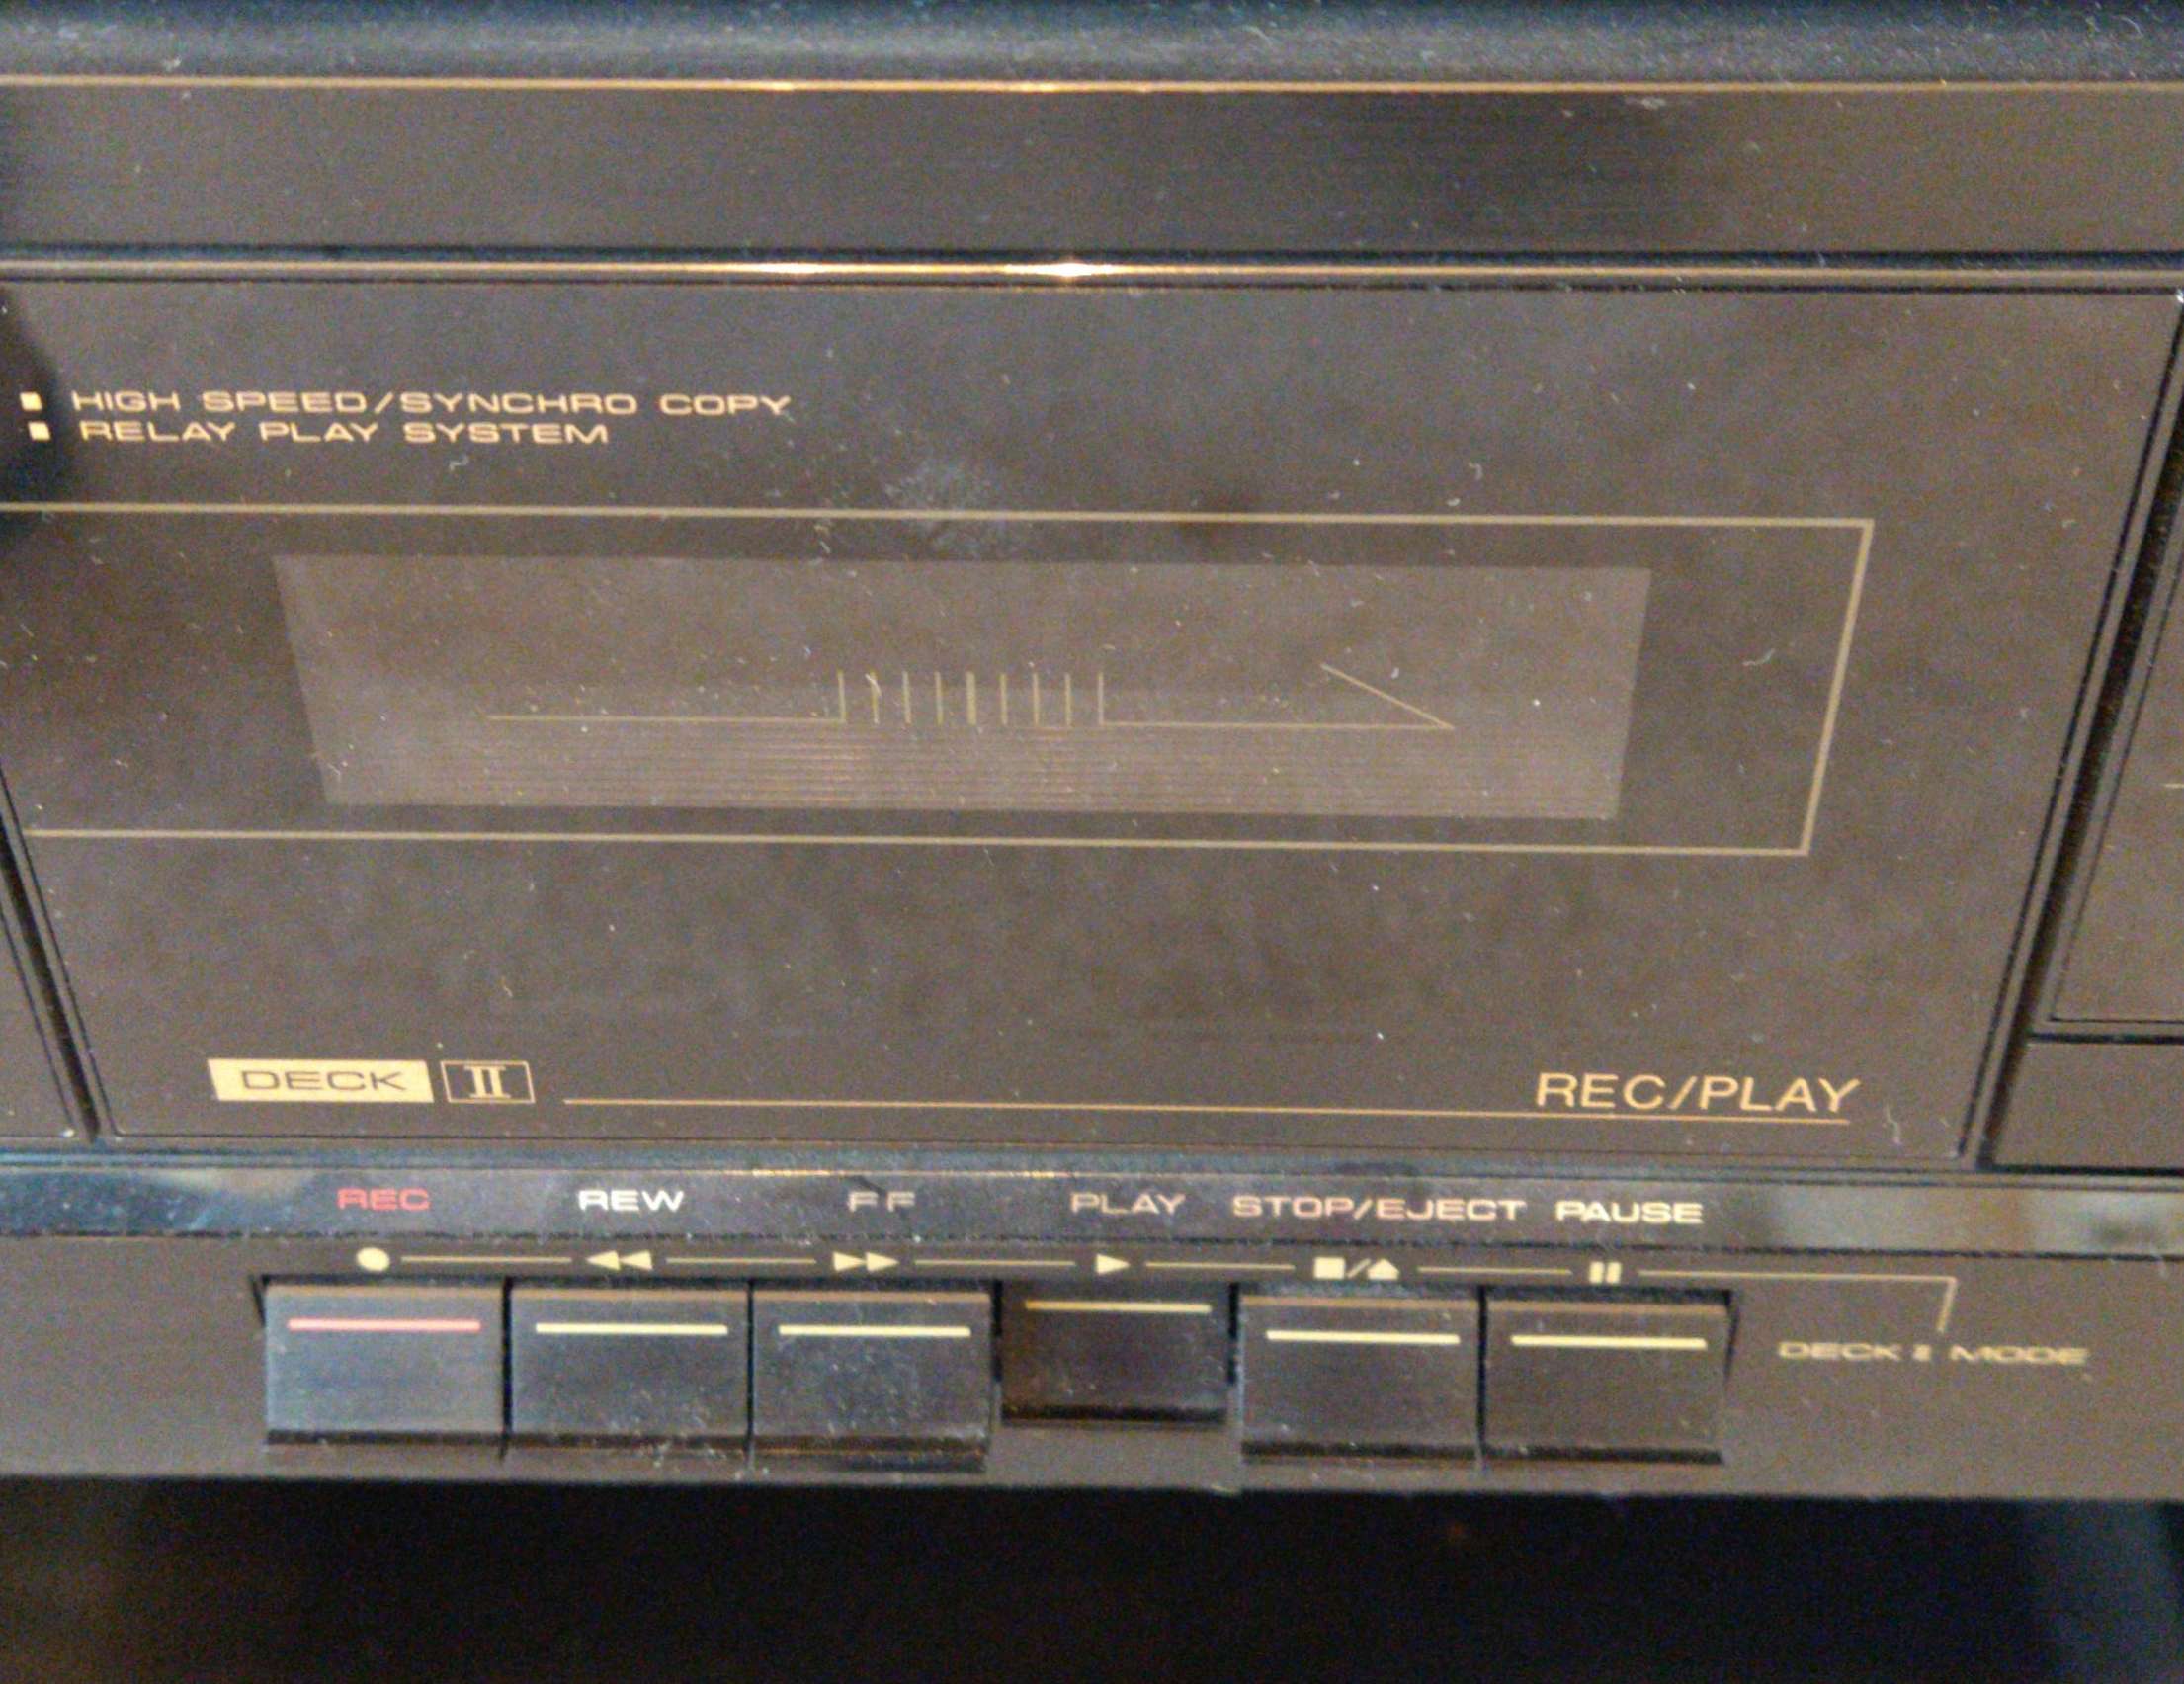 HIGH SPEED/SYNCHRO COPY
RELAY PLAY SYSTEM
DECK II
REC/PLAY
REC REW FF PLAY STOP/EJECT PAUSE
DECK II MODE